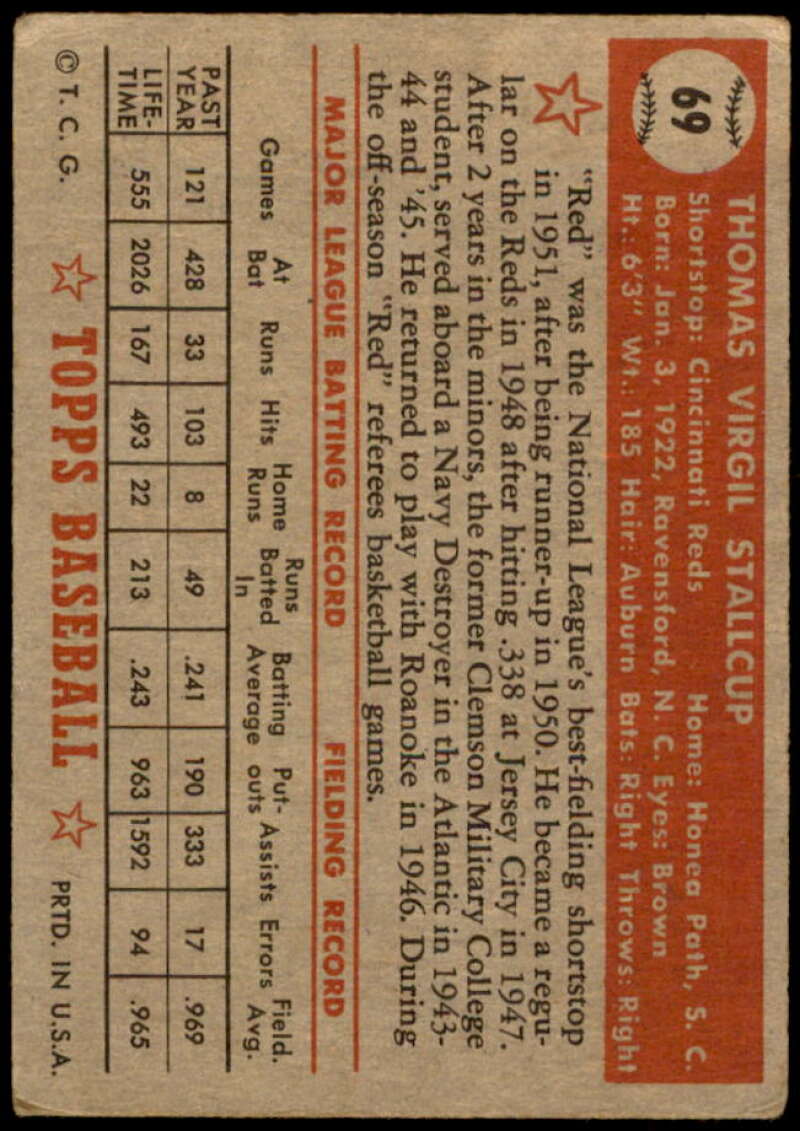 69
THOMAS VIRGIL STALLCUP
Shortstop: Cincinnati Reds Home: Honea Path, S. C.
Born: Jan. 3, 1922, Ravensford, N. C. Eyes: Brown
Ht.: 6'3" Wt.: 185 Hair: Auburn Bats: Right Throws: Right
"Red" was the National League's best-fielding shortstop
in 1951, after being runner-up in 1950. He became a regu-
lar on the Reds in 1948 after hitting .338 at Jersey City in 1947.
After 2 years in the minors, the former Clemson Military College
student, served aboard a Navy Destroyer in the Atlantic in 1943-
44 and '45. He returned to play with Roanoke in 1946. During
the off-season "Red" referees basketball games.
MAJOR LEAGUE BATTING RECORD FIELDING RECORD
Games At Bat Runs Hits Home Runs Runs Batted In Batting Average Put-outs Assists Errors Field. Avg.
PAST YEAR 121 428 33 103 8 49 .241 190 333 17 .969
LIFE-TIME 555 2026 167 493 22 213 .243 963 1592 94 .965
© T. C. G. TOPPS BASEBALL PRTD. IN U.S.A.